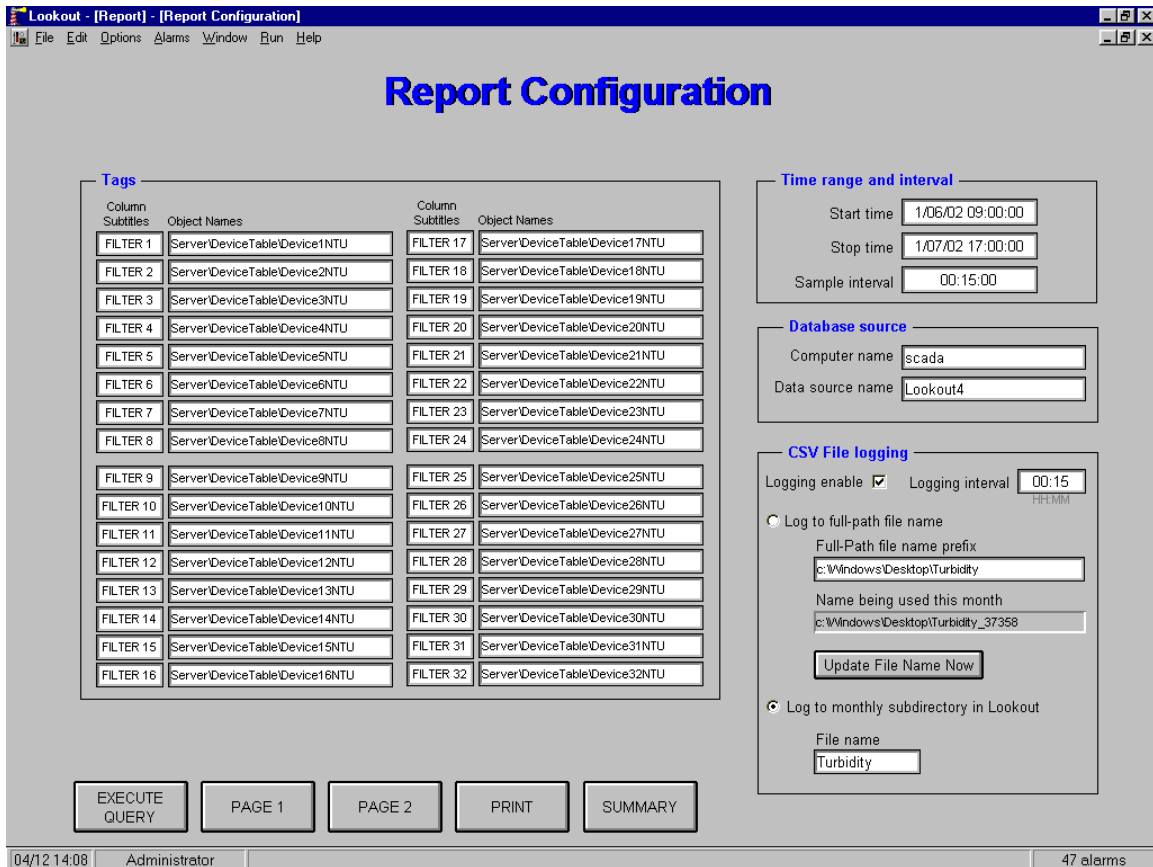 Lookout - [Report] - [Report Configuration]
File Edit Options Alarms Window Run Help
Report Configuration
Tags
Column Subtitles Object Names
FILTER 1 Server\DeviceTable\Device1NTU
FILTER 2 Server\DeviceTable\Device2NTU
FILTER 3 Server\DeviceTable\Device3NTU
FILTER 4 Server\DeviceTable\Device4NTU
FILTER 5 Server\DeviceTable\Device5NTU
FILTER 6 Server\DeviceTable\Device6NTU
FILTER 7 Server\DeviceTable\Device7NTU
FILTER 8 Server\DeviceTable\Device8NTU
FILTER 9 Server\DeviceTable\Device9NTU
FILTER 10 Server\DeviceTable\Device10NTU
FILTER 11 Server\DeviceTable\Device11NTU
FILTER 12 Server\DeviceTable\Device12NTU
FILTER 13 Server\DeviceTable\Device13NTU
FILTER 14 Server\DeviceTable\Device14NTU
FILTER 15 Server\DeviceTable\Device15NTU
FILTER 16 Server\DeviceTable\Device16NTU
Column Subtitles Object Names
FILTER 17 Server\DeviceTable\Device17NTU
FILTER 18 Server\DeviceTable\Device18NTU
FILTER 19 Server\DeviceTable\Device19NTU
FILTER 20 Server\DeviceTable\Device20NTU
FILTER 21 Server\DeviceTable\Device21NTU
FILTER 22 Server\DeviceTable\Device22NTU
FILTER 23 Server\DeviceTable\Device23NTU
FILTER 24 Server\DeviceTable\Device24NTU
FILTER 25 Server\DeviceTable\Device25NTU
FILTER 26 Server\DeviceTable\Device26NTU
FILTER 27 Server\DeviceTable\Device27NTU
FILTER 28 Server\DeviceTable\Device28NTU
FILTER 29 Server\DeviceTable\Device29NTU
FILTER 30 Server\DeviceTable\Device30NTU
FILTER 31 Server\DeviceTable\Device31NTU
FILTER 32 Server\DeviceTable\Device32NTU
Time range and interval
Start time 1/06/02 09:00:00
Stop time 1/07/02 17:00:00
Sample interval 00:15:00
Database source
Computer name scada
Data source name Lookout4
CSV File logging
Logging enable Logging interval 00:15
HH:MM
Log to full-path file name
Full-Path file name prefix
c:\Windows\Desktop\Turbidity
Name being used this month
c:\Windows\Desktop\Turbidity_37358
Update File Name Now
Log to monthly subdirectory in Lookout
File name
Turbidity
EXECUTE QUERY
PAGE 1
PAGE 2
PRINT
SUMMARY
04/12 14:08 Administrator 47 alarms